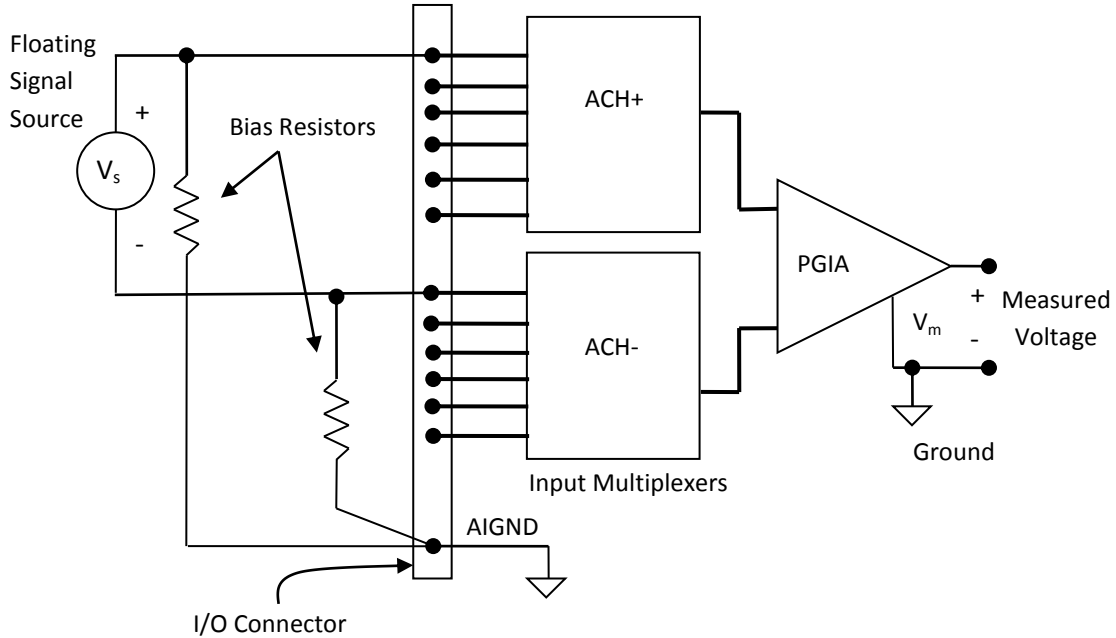 Floating
Signal
Source
+
Vₛ
-
Bias Resistors
ACH+
ACH-
Input Multiplexers
PGIA
+
Vₘ
-
Measured
Voltage
Ground
AIGND
I/O Connector